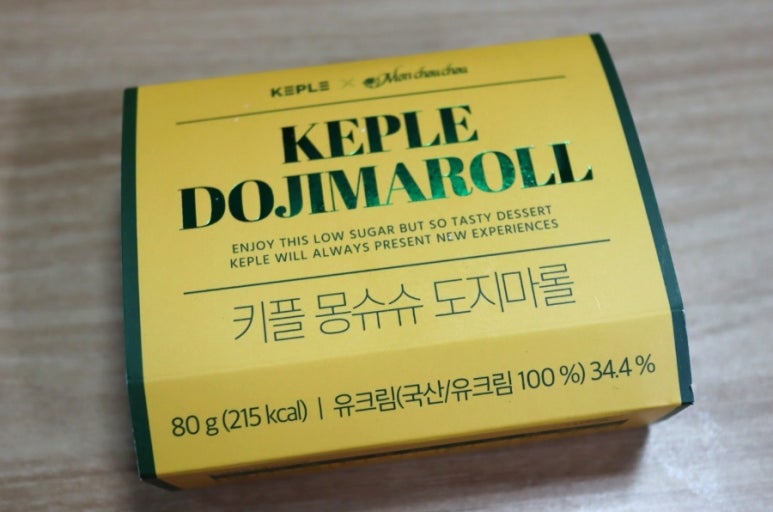 KEPLE × Mon chouchou
KEPLE
DOJIMAROLL
ENJOY THIS LOW SUGAR BUT SO TASTY DESSERT
KEPLE WILL ALWAYS PRESENT NEW EXPERIENCES
키플 몽슈슈 도지마롤
80 g (215 kcal) | 유크림(국산/유크림 100 %) 34.4 %